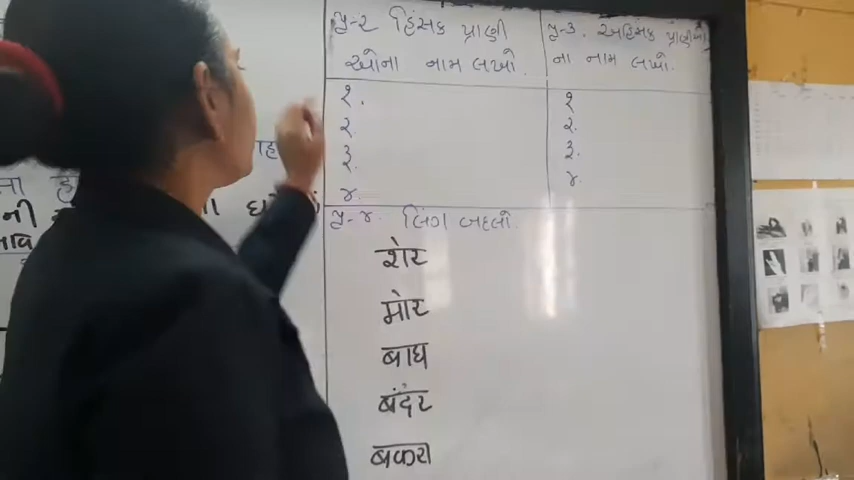 પ્ર-૨ હિંસક પ્રાણી
ઓના નામ લખો.
૧.
૨.
૩.
૪.
પ્ર-૩. અહિંસક પ્રાણીઓ
ના નામ લખો.
૧
૨.
૩.
૪.
પ્ર-૪. લિંગ બદલો.
शेर
मोर
बाघ
बंदर
बकरा